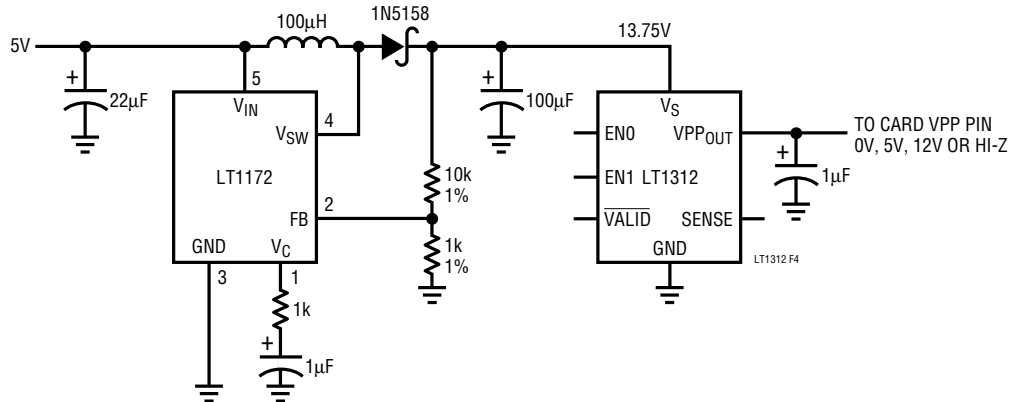 5V
100µH
1N5158
13.75V
+
22µF
5
V_IN
4
V_SW
LT1172
2
FB
GND
V_C
3
1
1k
+
1µF
10k
1%
1k
1%
+
100µF
V_S
EN0
VPP_OUT
EN1 LT1312
VALID
SENSE
GND
+
1µF
TO CARD VPP PIN
0V, 5V, 12V OR HI-Z
LT1312 F4